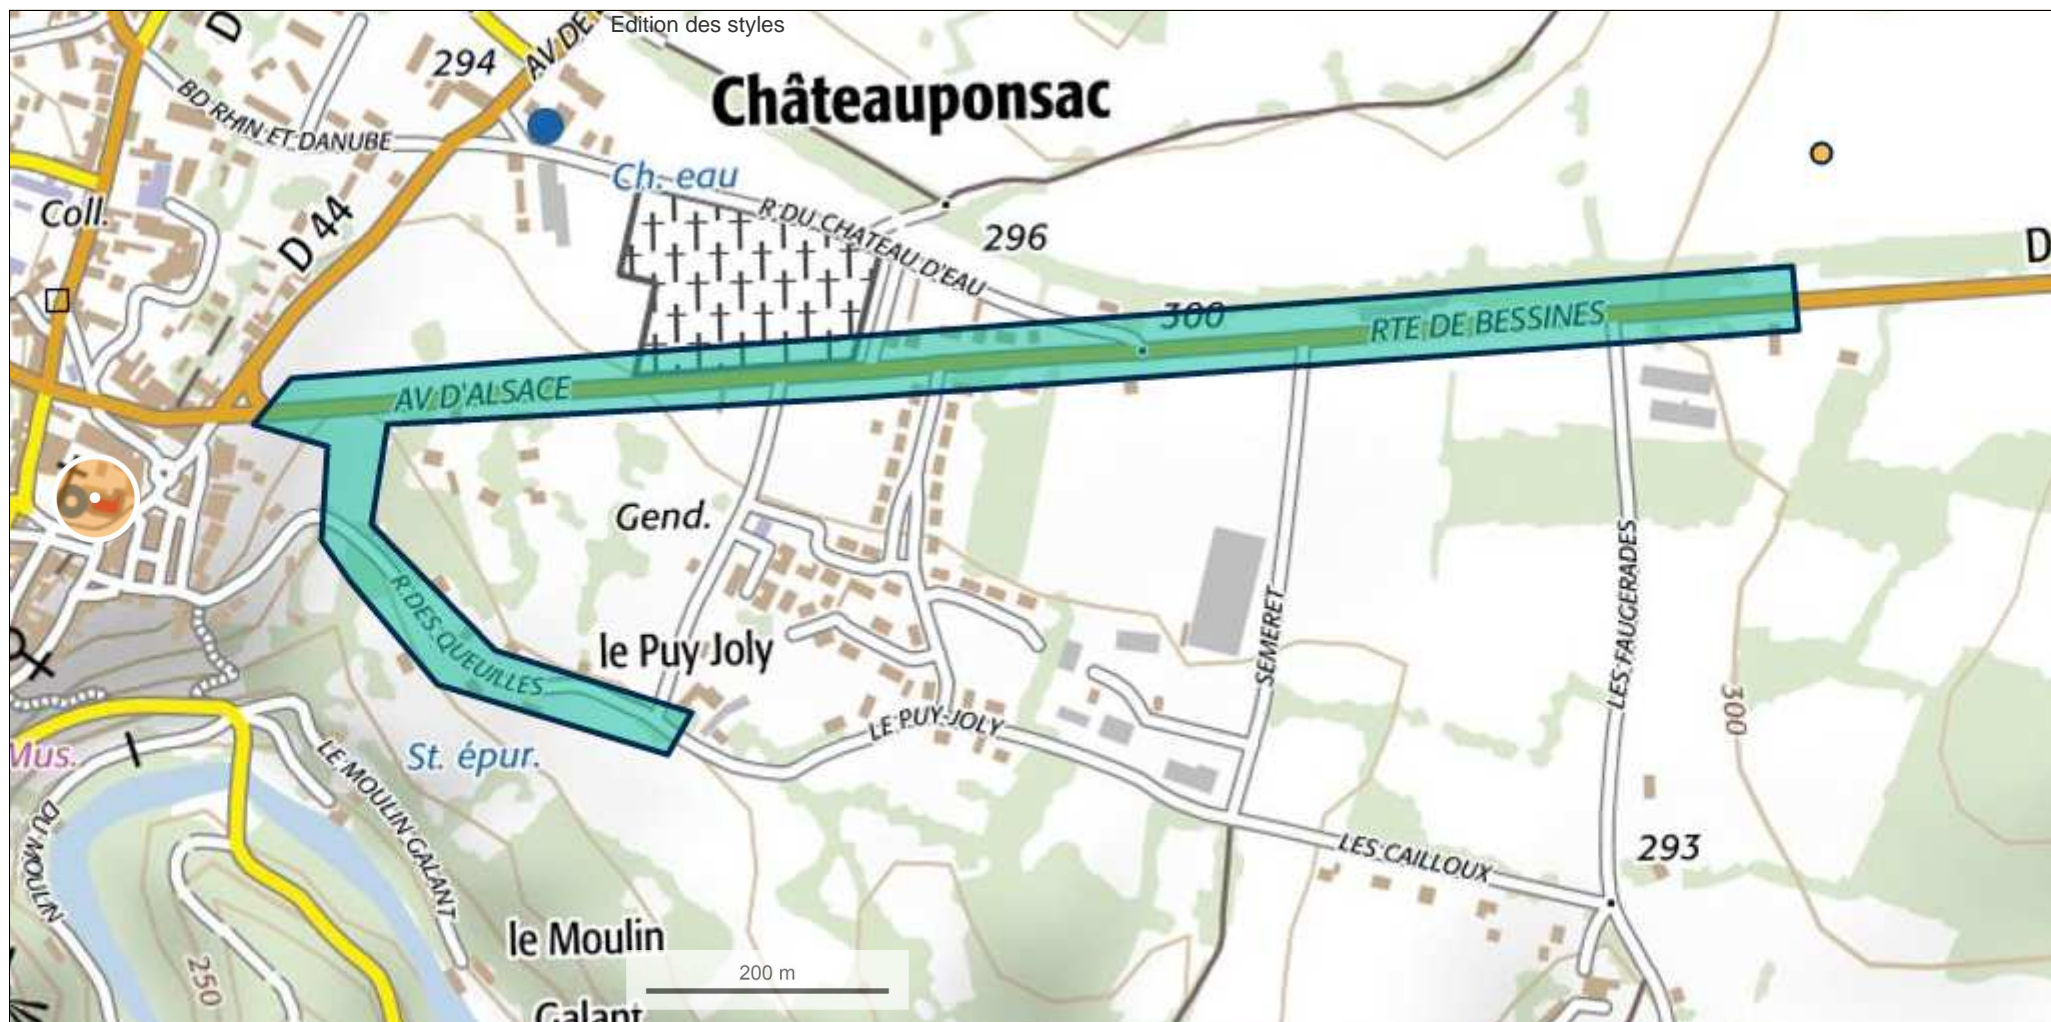 Edition des styles
D
294
AV DE
BD RHIN ET DANUBE
Châteauponsac
Ch. eau
Coll.
D 44
R DU CHATEAU D'EAU
296
D
300
RTE DE BESSINES
AV D'ALSACE
Gend.
R DES QUEUILLES
le Puy Joly
SEMERET
LES FAUGERADES
300
LE PUY-JOLY
Mus.
St. épur.
LE MOULIN GALANT
DU MOULIN
293
LES CAILLOUX
le Moulin
Galant
250
200 m